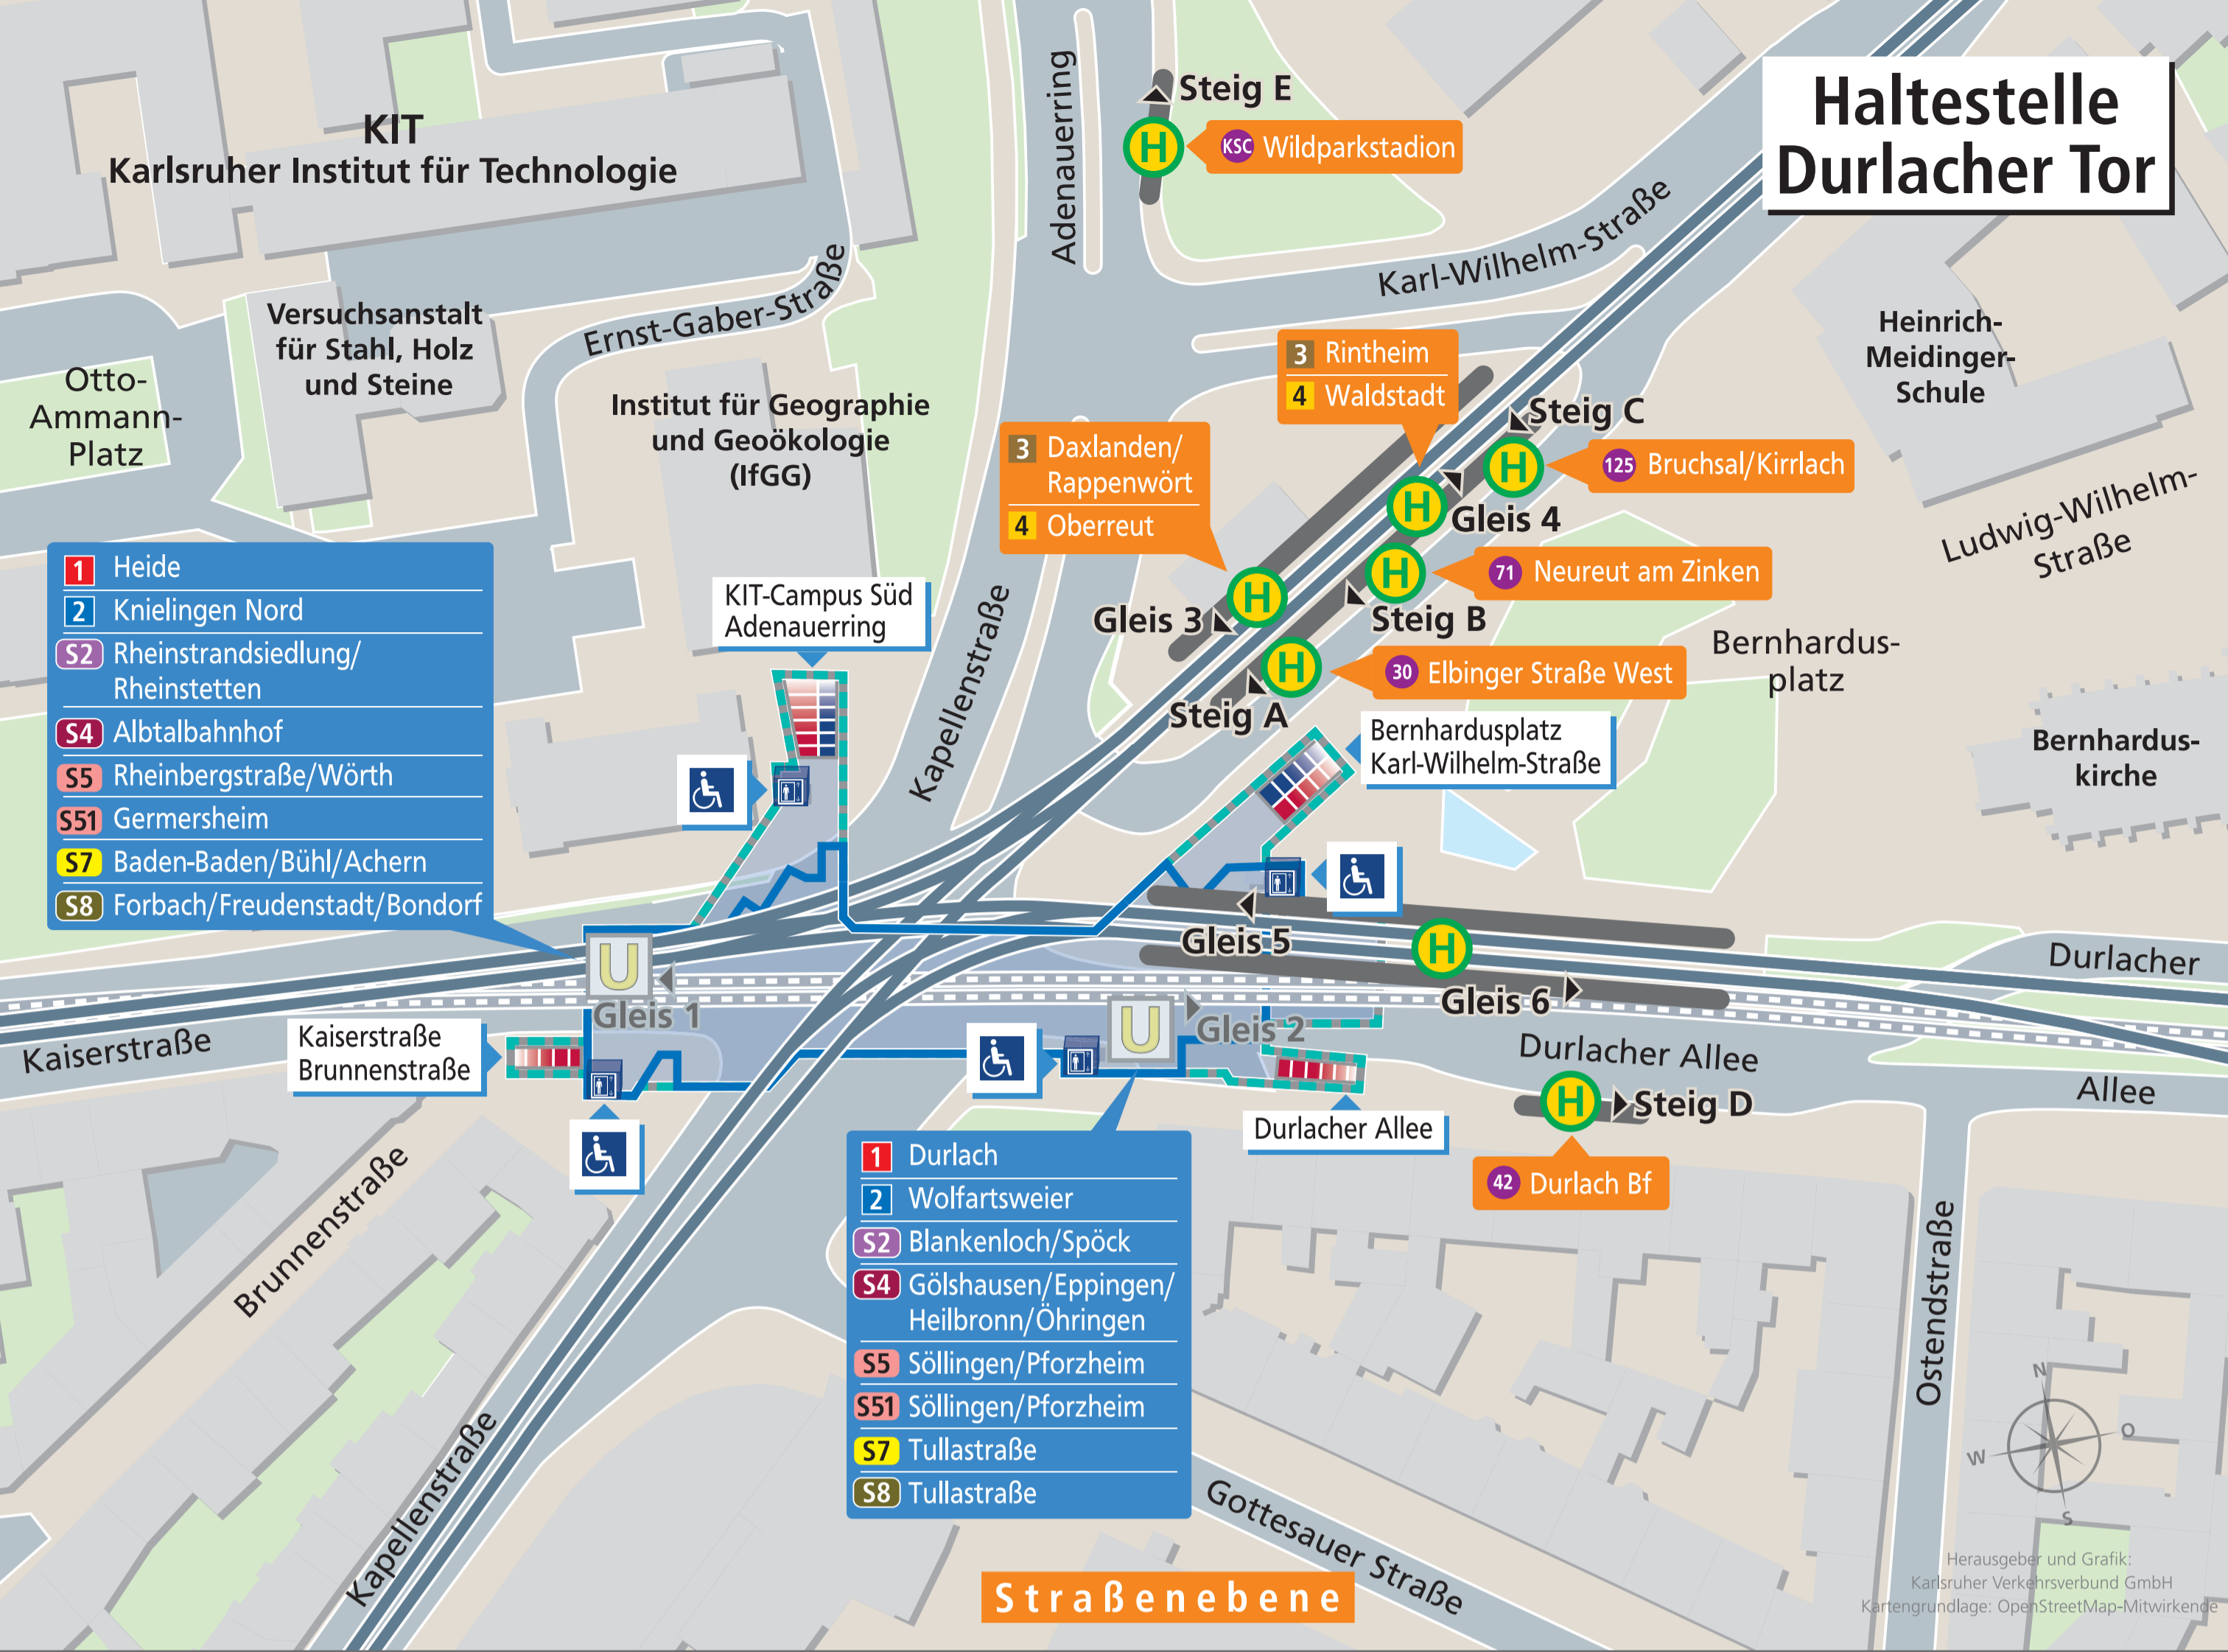 Haltestelle
Durlacher Tor
KIT
Karlsruher Institut für Technologie
Adenauerring
Steig E
H
KSC Wildparkstadion
Karl-Wilhelm-Straße
Ernst-Gaber-Straße
Versuchsanstalt
für Stahl, Holz
und Steine
Otto-
Ammann-
Platz
Institut für Geographie
und Geoökologie
(IfGG)
Heinrich-
Meidinger-
Schule
3 Rintheim
4 Waldstadt
Steig C
H
125 Bruchsal/Kirrlach
3 Daxlanden/
Rappenwört
4 Oberreut
H
Gleis 4
Ludwig-Wilhelm-
Straße
H
71 Neureut am Zinken
Steig B
H
Gleis 3
Bernhardus-
platz
H
30 Elbinger Straße West
Steig A
Bernhardus-
kirche
1 Heide
2 Knielingen Nord
S2 Rheinstrandsiedlung/
Rheinstetten
S4 Albtalbahnhof
S5 Rheinbergstraße/Wörth
S51 Germersheim
S7 Baden-Baden/Bühl/Achern
S8 Forbach/Freudenstadt/Bondorf
KIT-Campus Süd
Adenauerring
Kapellenstraße
Bernhardusplatz
Karl-Wilhelm-Straße
U
Gleis 1
Gleis 5
H
Gleis 6
Durlacher
Allee
U
Gleis 2
Kaiserstraße
Kaiserstraße
Brunnenstraße
Durlacher Allee
H
Steig D
Durlacher Allee
42 Durlach Bf
Brunnenstraße
1 Durlach
2 Wolfartsweier
S2 Blankenloch/Spöck
S4 Gölshausen/Eppingen/
Heilbronn/Öhringen
S5 Söllingen/Pforzheim
S51 Söllingen/Pforzheim
S7 Tullastraße
S8 Tullastraße
Ostendstraße
Kapellenstraße
Gottesauer Straße
N
O
W
S
Straßenebene
Herausgeber und Grafik:
Karlsruher Verkehrsverbund GmbH
Kartengrundlage: OpenStreetMap-Mitwirkende